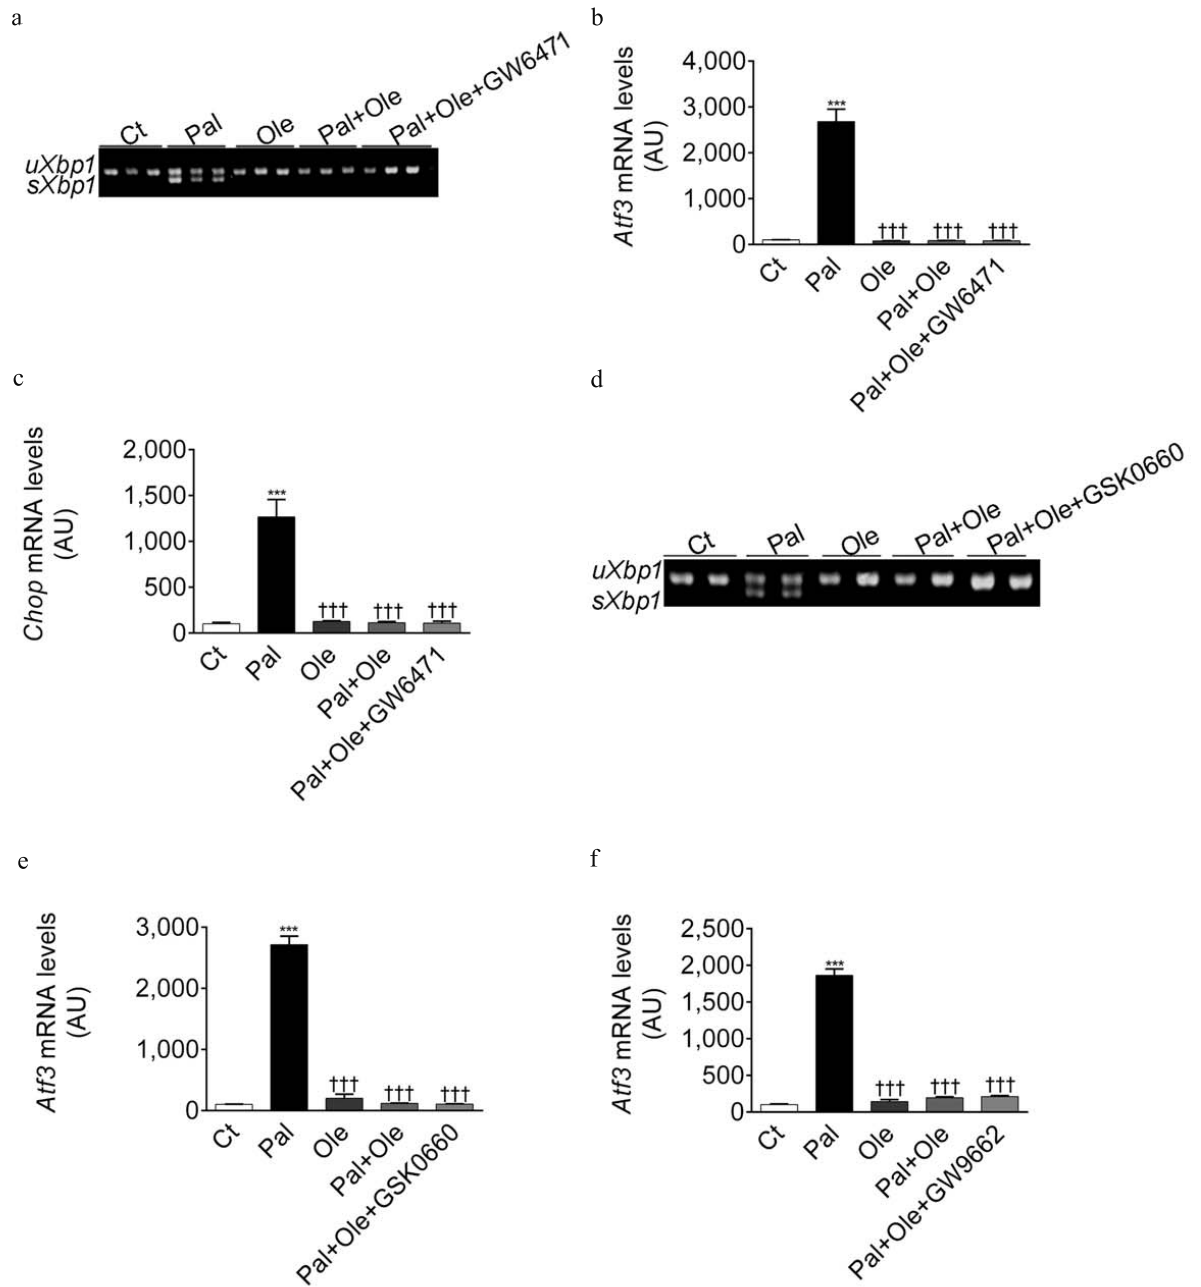 a
Ct
Pal
Ole
Pal+Ole
Pal+Ole+GW6471
uXbp1
sXbp1
b
Atf3 mRNA levels
(AU)
4,000
3,000
2,000
1,000
0
***
†††
†††
†††
Ct
Pal
Ole
Pal+Ole
Pal+Ole+GW6471
c
Chop mRNA levels
(AU)
2,000
1,500
1,000
500
0
***
†††
†††
†††
Ct
Pal
Ole
Pal+Ole
Pal+Ole+GW6471
d
Ct
Pal
Ole
Pal+Ole
Pal+Ole+GSK0660
uXbp1
sXbp1
e
Atf3 mRNA levels
(AU)
3,000
2,000
1,000
0
***
†††
†††
†††
Ct
Pal
Ole
Pal+Ole
Pal+Ole+GSK0660
f
Atf3 mRNA levels
(AU)
2,500
2,000
1,500
1,000
500
0
***
†††
†††
†††
Ct
Pal
Ole
Pal+Ole
Pal+Ole+GW9662